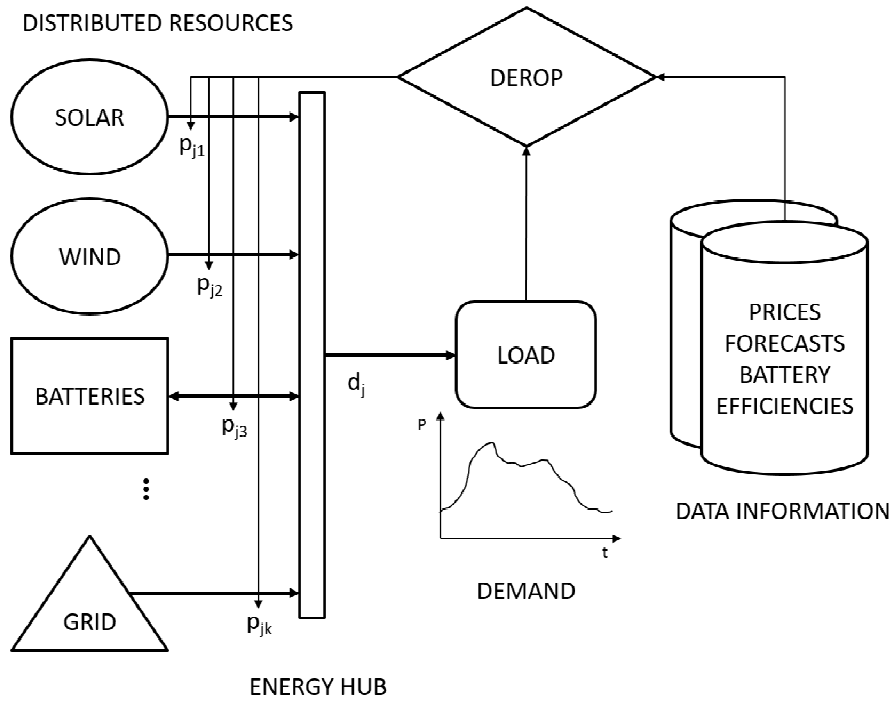 DISTRIBUTED RESOURCES
DEROP
SOLAR
pj1
WIND
pj2
PRICES
FORECASTS
BATTERY
EFFICIENCIES
LOAD
dj
BATTERIES
pj3
P
t
DATA INFORMATION
DEMAND
GRID
pjk
ENERGY HUB